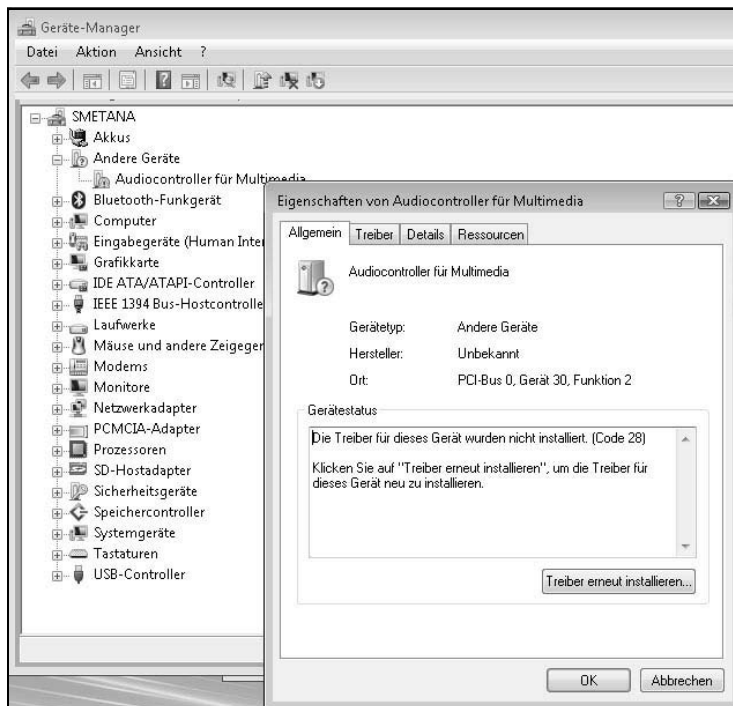 Geräte-Manager
Datei Aktion Ansicht ?
SMETANA
Akkus
Andere Geräte
Audiocontroller für Multimedia
Bluetooth-Funkgerät
Computer
Eingabegeräte (Human Inter
Grafikkarte
IDE ATA/ATAPI-Controller
IEEE 1394 Bus-Hostcontrolle
Laufwerke
Mäuse und andere Zeigeger
Modems
Monitore
Netzwerkadapter
PCMCIA-Adapter
Prozessoren
SD-Hostadapter
Sicherheitsgeräte
Speichercontroller
Systemgeräte
Tastaturen
USB-Controller
Eigenschaften von Audiocontroller für Multimedia
Allgemein Treiber Details Ressourcen
Audiocontroller für Multimedia
Gerätetyp: Andere Geräte
Hersteller: Unbekannt
Ort: PCI-Bus 0, Gerät 30, Funktion 2
Gerätestatus
Die Treiber für dieses Gerät wurden nicht installiert. (Code 28)
Klicken Sie auf "Treiber erneut installieren", um die Treiber für
dieses Gerät neu zu installieren.
Treiber erneut installieren...
OK Abbrechen